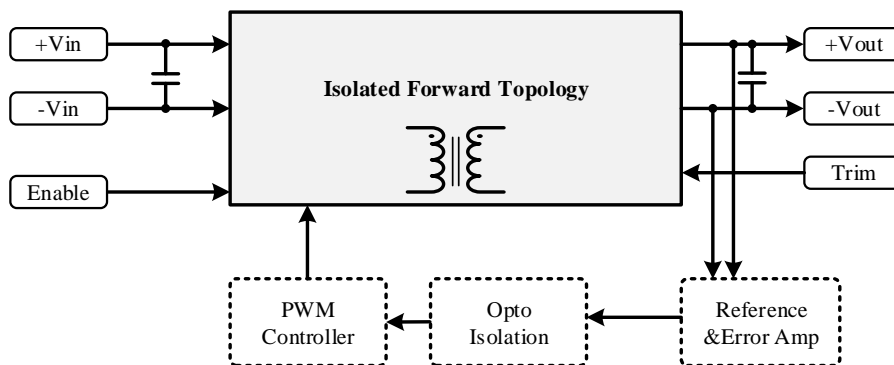 +Vin
+Vout
Isolated Forward Topology
-Vin
-Vout
Enable
Trim
PWM
Controller
Opto
Isolation
Reference
&Error Amp